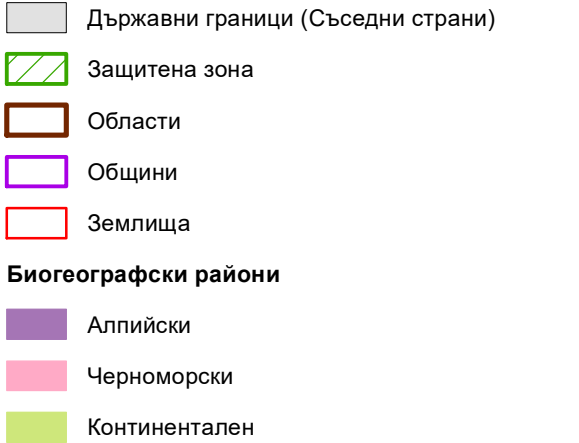 Държавни граници (Съседни страни)
Защитена зона
Области
Общини
Землища
Биогеографски райони
Алпийски
Черноморски
Континентален